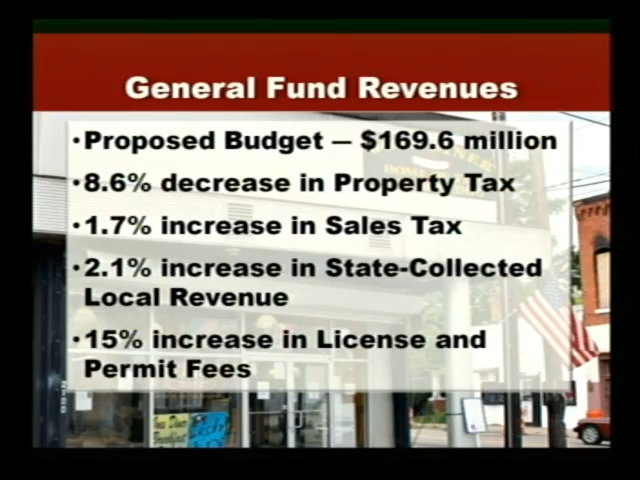 General Fund Revenues
•Proposed Budget – $169.6 million
•8.6% decrease in Property Tax
•1.7% increase in Sales Tax
•2.1% increase in State-Collected
Local Revenue
•15% increase in License and
Permit Fees